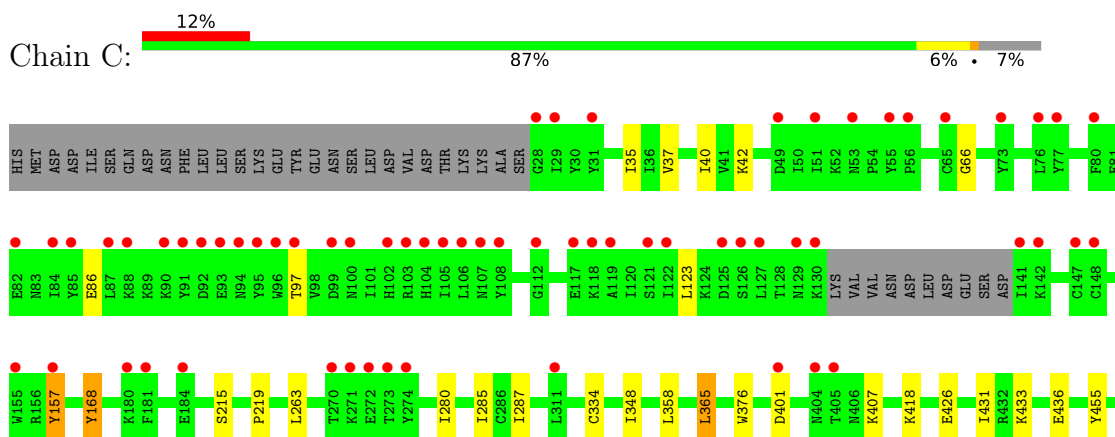 12%
Chain C:
87% 6% • 7%
HIS MET ASP ASP ILE SER GLN ASP ASN PHE LEU LEU SER LYS GLU TYR GLU ASN SER LEU ASP VAL ASP THR LYS LYS ALA SER G28 I29 Y30 Y31 I35 I36 V37 I40 V41 K42 D49 I50 I51 K52 N53 P54 Y55 P56 C65 G66 Y73 L76 Y77 F80 E81
E82 N83 I84 Y85 E86 L87 K88 K89 K90 Y91 D92 E93 N94 Y95 W96 T97 V98 D99 N100 I101 H102 R103 H104 I105 L106 N107 Y108 G112 E117 K118 A119 I120 S121 I122 L123 K124 D125 S126 L127 T128 N129 K130 LYS VAL VAL ASN ASP LEU ASP GLU SER ASP I141 K142 C147 C148
W155 R156 Y157 Y168 K180 F181 E184 S215 P219 L263 T270 K271 E272 T273 Y274 I280 I285 C286 I287 L311 C334 I348 L358 L365 W376 D401 N404 T405 N406 K407 K418 E426 I431 R432 K433 E436 Y455